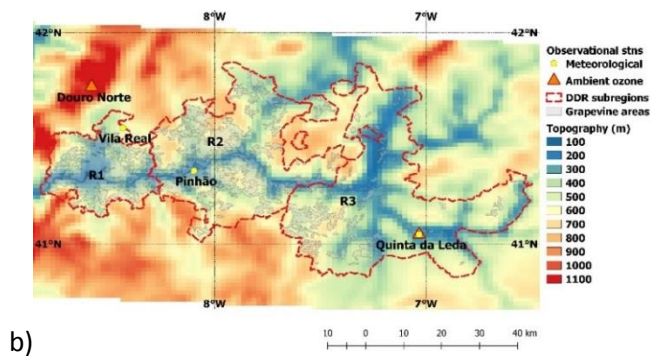 8°W 7°W
42°N 42°N
Observational stns
Meteorological
Ambient ozone
DDR subregions
Grapevine areas
Topography (m)
100
200
300
400
500
600
700
800
900
1000
1100
Douro Norte
Vila Real
R2
R1
Pinhão
R3
41°N 41°N
Quinta da Leda
8°W 7°W
b)
10 0 10 20 30 40 km